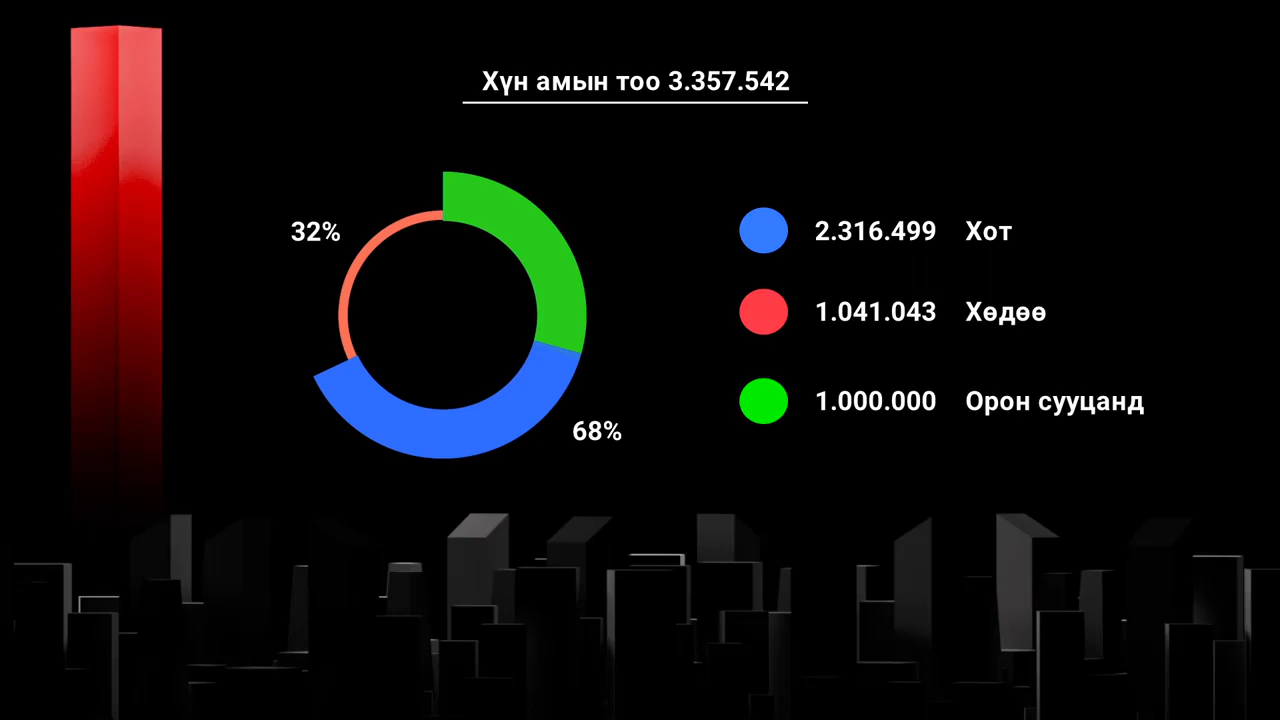 Хүн амын тоо 3.357.542
32%
68%
2.316.499 Хот
1.041.043 Хөдөө
1.000.000 Орон сууцанд